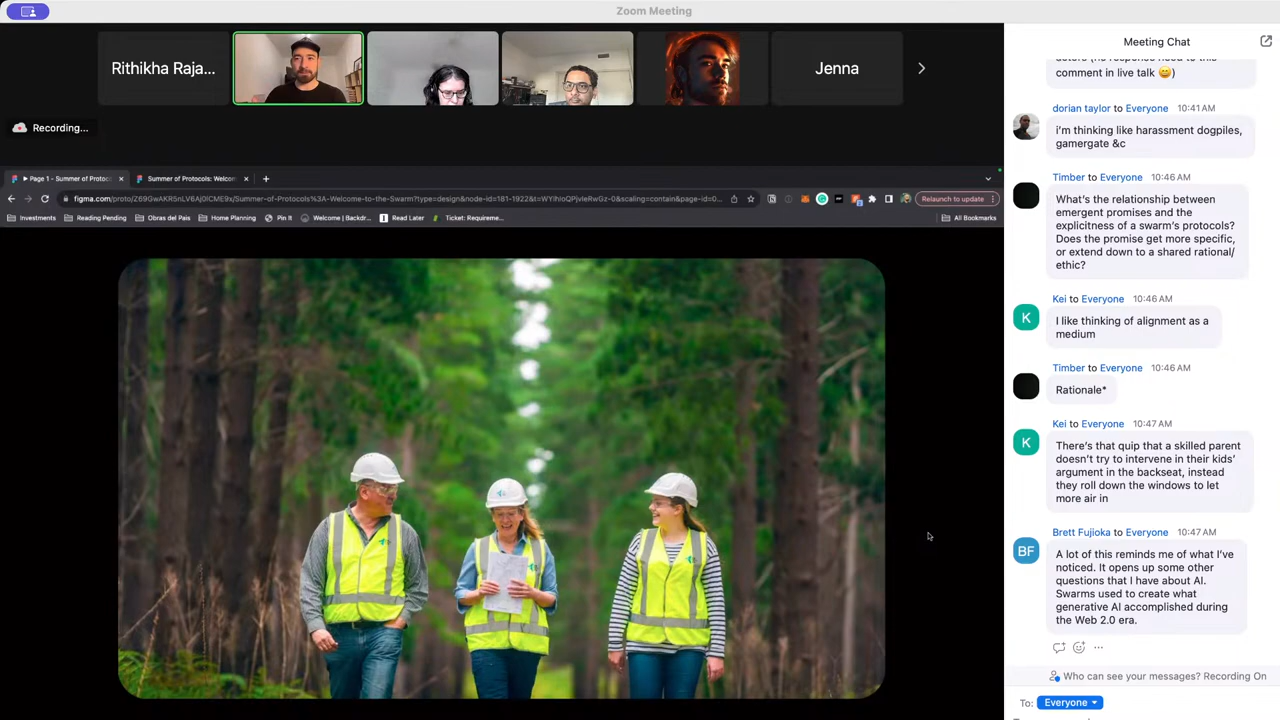 Zoom Meeting
Rithikha Raja...
Jenna
Recording...
Page 1 - Summer of Protoc
Summer of Protocols: Welcom
Relaunch to update
Investments
Reading Pending
Obras del Pais
Home Planning
Pin It
Welcome | Backdr...
Read Later
Ticket: Requireme...
All Bookmarks
Meeting Chat
comment in live talk 😅)
dorian taylor to Everyone 10:41 AM
i'm thinking like harassment dogpiles,
gamergate &c
Timber to Everyone 10:46 AM
What's the relationship between
emergent promises and the
explicitness of a swarm's protocols?
Does the promise get more specific,
or extend down to a shared rational/
ethic?
Kei to Everyone 10:46 AM
K
I like thinking of alignment as a
medium
Timber to Everyone 10:46 AM
Rationale*
Kei to Everyone 10:47 AM
K
There's that quip that a skilled parent
doesn't try to intervene in their kids'
argument in the backseat, instead
they roll down the windows to let
more air in
Brett Fujioka to Everyone 10:47 AM
BF
A lot of this reminds me of what I've
noticed. It opens up some other
questions that I have about AI.
Swarms used to create what
generative AI accomplished during
the Web 2.0 era.
Who can see your messages? Recording On
To: Everyone